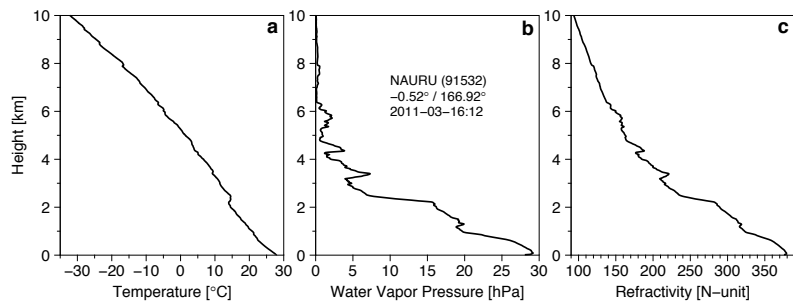 10
8
6
4
2
0
Height [km]
−30 −20 −10 0 10 20 30
Temperature [°C]
a
0 5 10 15 20 25 30
Water Vapor Pressure [hPa]
b
NAURU (91532)
−0.52° / 166.92°
2011−03−16:12
10
8
6
4
2
0
100 150 200 250 300 350
Refractivity [N−unit]
c
10
8
6
4
2
0